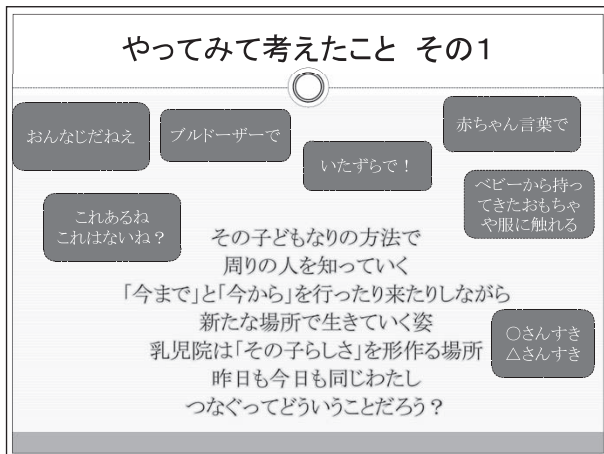 やってみて考えたこと その1
おんなじだねえ
ブルドーザーで
いたずらで！
赤ちゃん言葉で
ベビーから持っ
てきたおもちゃ
や服に触れる
これあるね
これはないね？
その子どもなりの方法で
周りの人を知っていく
「今まで」と「今から」を行ったり来たりしながら
新たな場所で生きていく姿
乳児院は「その子らしさ」を形作る場所
昨日も今日も同じわたし
つなぐってどういうことだろう？
○さんすき
△さんすき